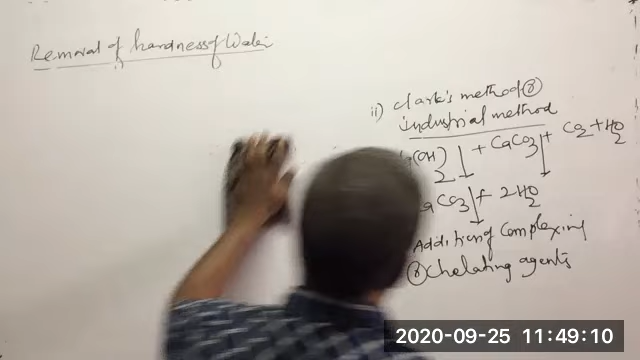 Removal of hardness of Water
ii) Clark's method (or)
industrial method
(OH)2 ↓ + CaCO3↓ + CO2 + H2O
aCO3↓ + 2H2O
Addition of Complexing
(or) Chelating agents
2020-09-25 11:49:10